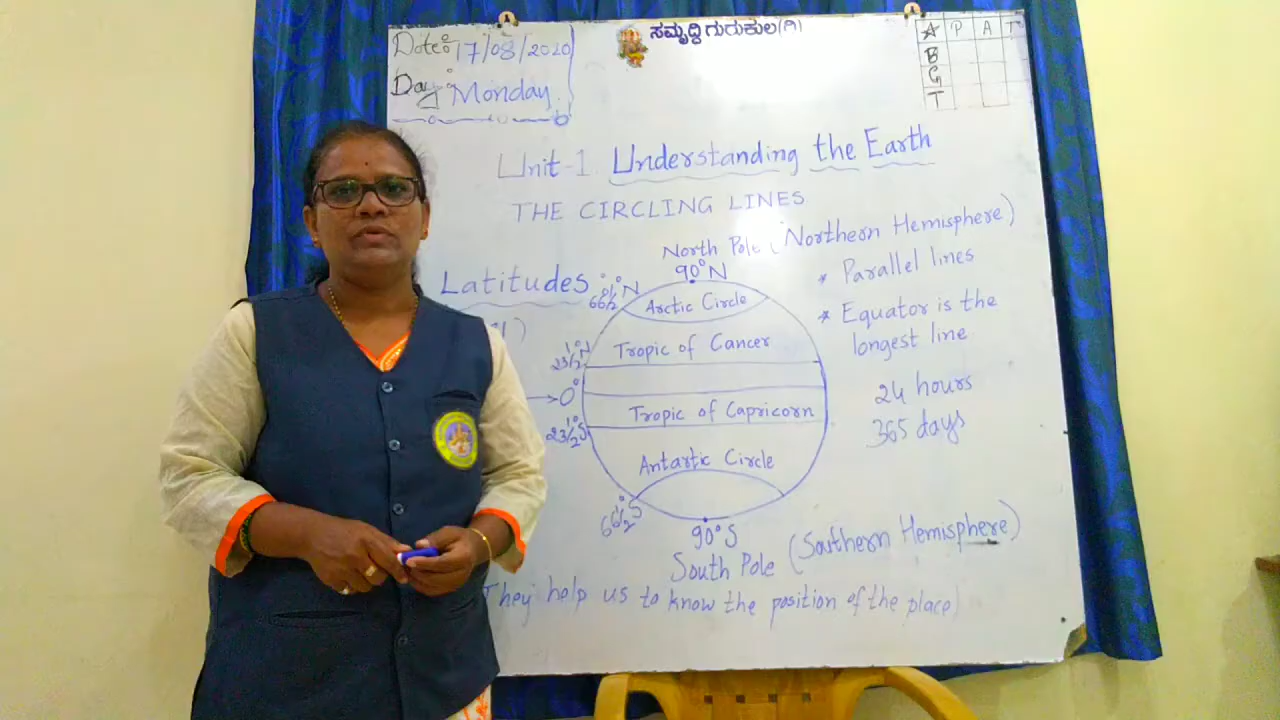 Date: 17/08/2020
Day: Monday
ಸಮೃದ್ಧಿ ಗುರುಕುಲ(ಗಿ)
A P A T
B
G
T
Unit-1. Understanding the Earth
THE CIRCLING LINES
North Pole (Northern Hemisphere)
90°N
Latitudes
66½°N
Arctic Circle
* Parallel lines
* Equator is the
longest line
23½°N
Tropic of Cancer
0°
24 hours
23½°S
Tropic of Capricorn
365 days
Antartic Circle
66½°S
90°S
South Pole (Southern Hemisphere)
They help us to know the position of the place)